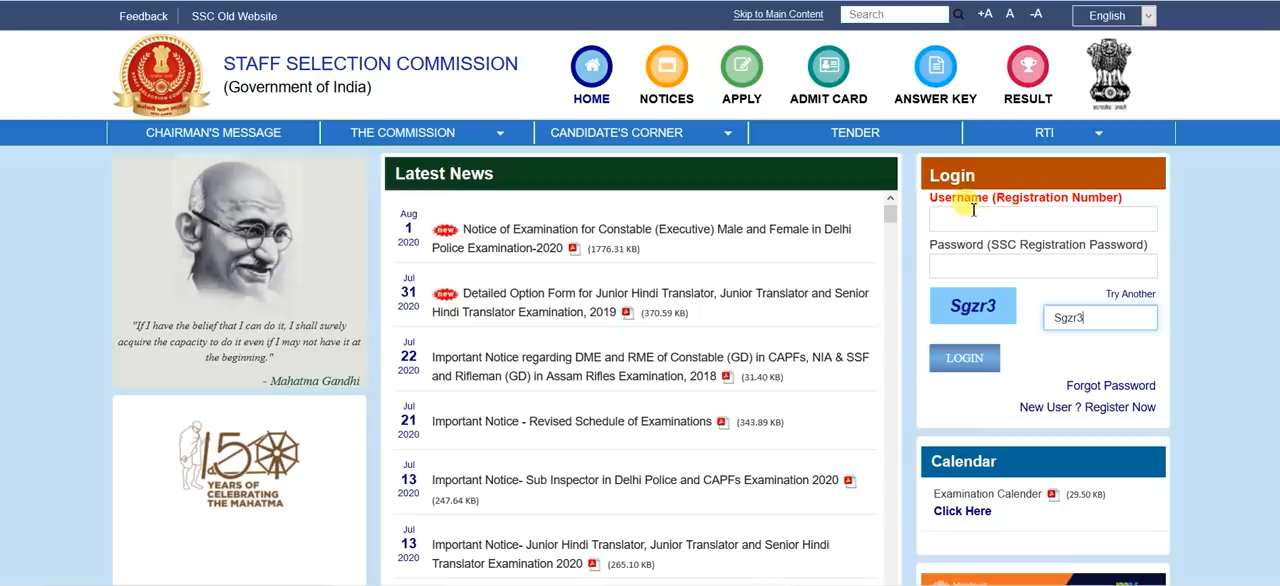 Feedback SSC Old Website
Skip to Main Content Search +A A -A English
STAFF SELECTION COMMISSION
(Government of India)
HOME NOTICES APPLY ADMIT CARD ANSWER KEY RESULT
CHAIRMAN'S MESSAGE THE COMMISSION CANDIDATE'S CORNER TENDER RTI
"If I have the belief that I can do it, I shall surely
acquire the capacity to do it even if I may not have it at
the beginning."
- Mahatma Gandhi
150
YEARS OF
CELEBRATING
THE MAHATMA
Latest News
Aug
1
2020
new Notice of Examination for Constable (Executive) Male and Female in Delhi
Police Examination-2020 (1776.31 KB)
Jul
31
2020
new Detailed Option Form for Junior Hindi Translator, Junior Translator and Senior
Hindi Translator Examination, 2019 (370.59 KB)
Jul
22
2020
Important Notice regarding DME and RME of Constable (GD) in CAPFs, NIA & SSF
and Rifleman (GD) in Assam Rifles Examination, 2018 (31.40 KB)
Jul
21
2020
Important Notice - Revised Schedule of Examinations (343.89 KB)
Jul
13
2020
Important Notice- Sub Inspector in Delhi Police and CAPFs Examination 2020
(247.64 KB)
Jul
13
2020
Important Notice- Junior Hindi Translator, Junior Translator and Senior Hindi
Translator Examination 2020 (265.10 KB)
Login
Username (Registration Number)
Password (SSC Registration Password)
Sgzr3
Try Another
Sgzr3
LOGIN
Forgot Password
New User ? Register Now
Calendar
Examination Calender (29.50 KB)
Click Here